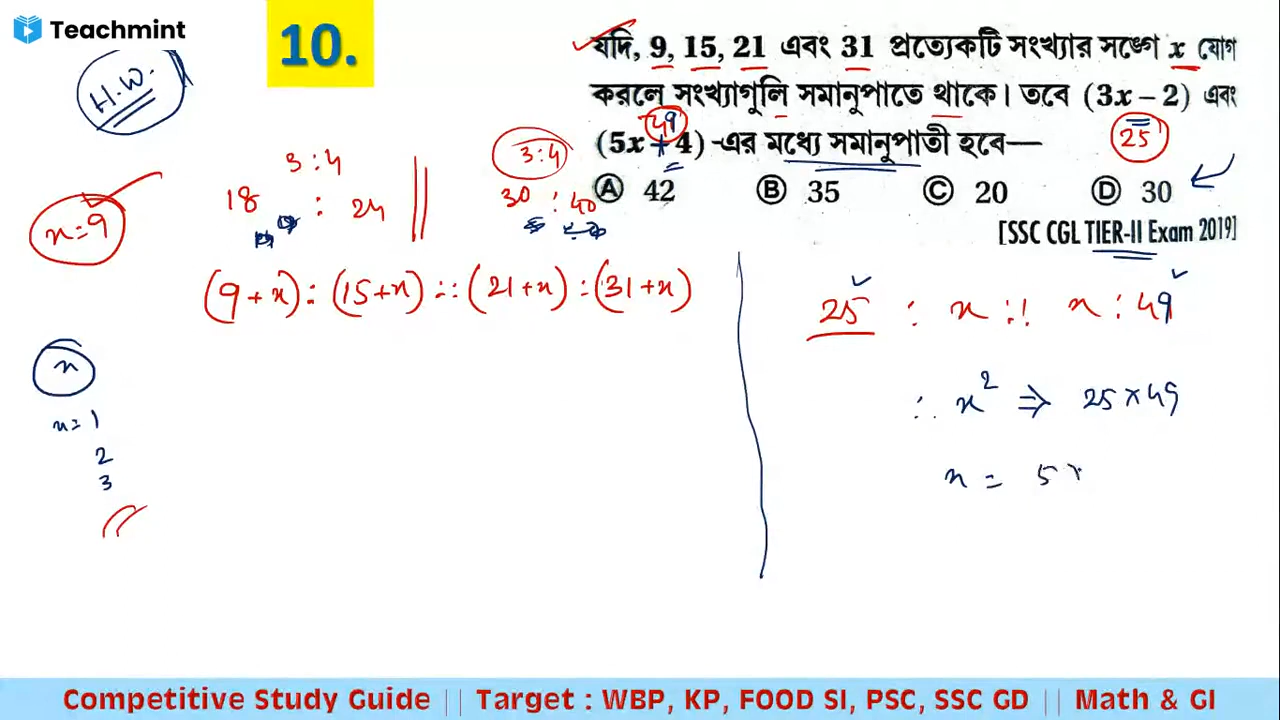 Teachmint
10.
H.W.
যদি, 9, 15, 21 এবং 31 প্রত্যেকটি সংখ্যার সঙ্গে x যোগ
করলে সংখ্যাগুলি সমানুপাতে থাকে। তবে (3x – 2) এবং
(5x + 4) -এর মধ্যে সমানুপাতী হবে—
49
25
Ⓐ 42 Ⓑ 35 Ⓒ 20 Ⓓ 30
[SSC CGL TIER-II Exam 2019]
3:4
3:4
18 : 24
30 : 40
x=9
(9+x) : (15+x) :: (21+x) : (31+x)
25 : x :: x : 49
x
x=1
2
3
∴ x² ⇒ 25×49
x = 5×
Competitive Study Guide || Target : WBP, KP, FOOD SI, PSC, SSC GD || Math & GI